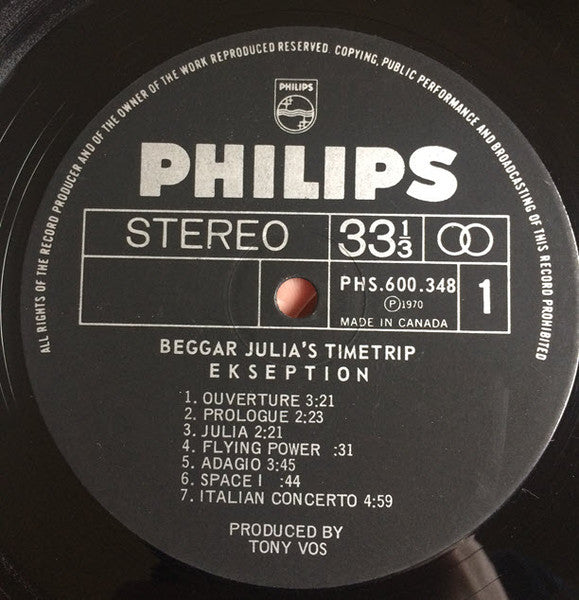 ALL RIGHTS OF THE RECORD PRODUCER AND OF THE OWNER OF THE WORK REPRODUCED RESERVED. COPYING, PUBLIC PERFORMANCE AND BROADCASTING OF THIS RECORD PROHIBITED
PHILIPS
PHILIPS
STEREO 33⅓
PHS.600.348 1
Ⓟ1970
MADE IN CANADA
BEGGAR JULIA'S TIMETRIP
EKSEPTION
1. OUVERTURE 3:21
2. PROLOGUE 2:23
3. JULIA 2:21
4. FLYING POWER :31
5. ADAGIO 3:45
6. SPACE I :44
7. ITALIAN CONCERTO 4:59
PRODUCED BY
TONY VOS